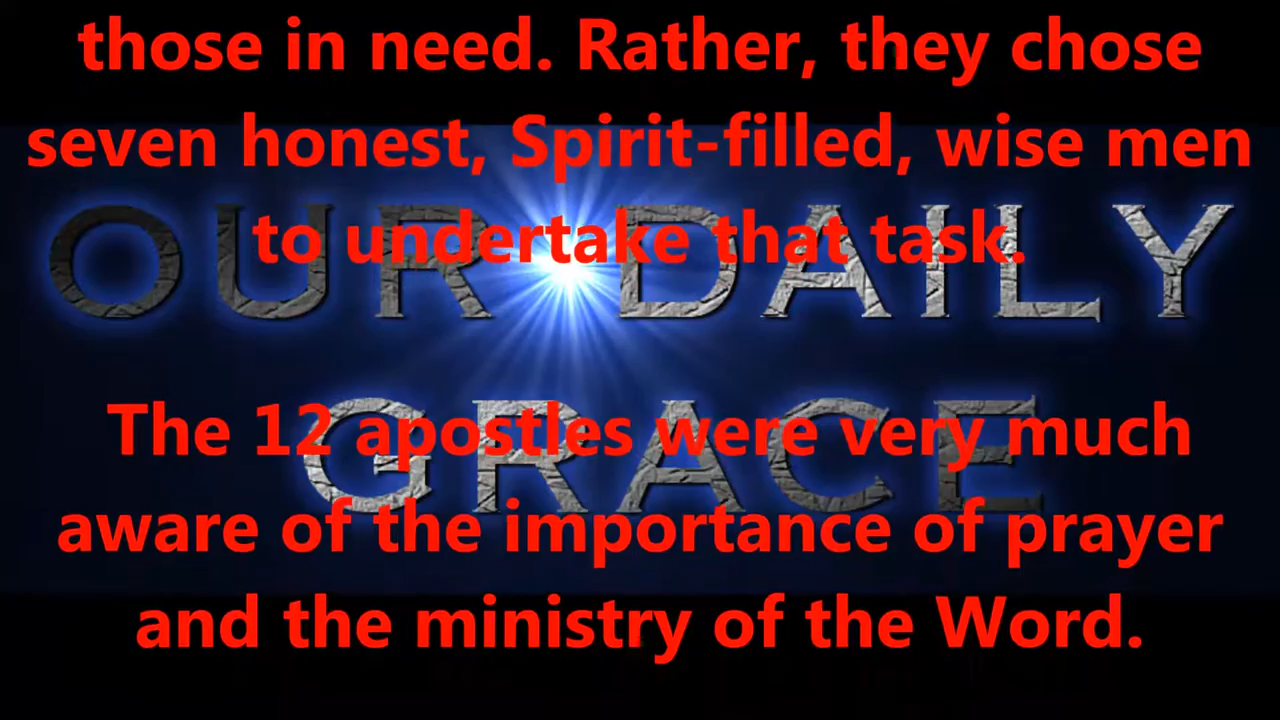 those in need. Rather, they chose
seven honest, Spirit-filled, wise men
to undertake that task.
OUR DAILY
The 12 apostles were very much
GRACE
aware of the importance of prayer
and the ministry of the Word.